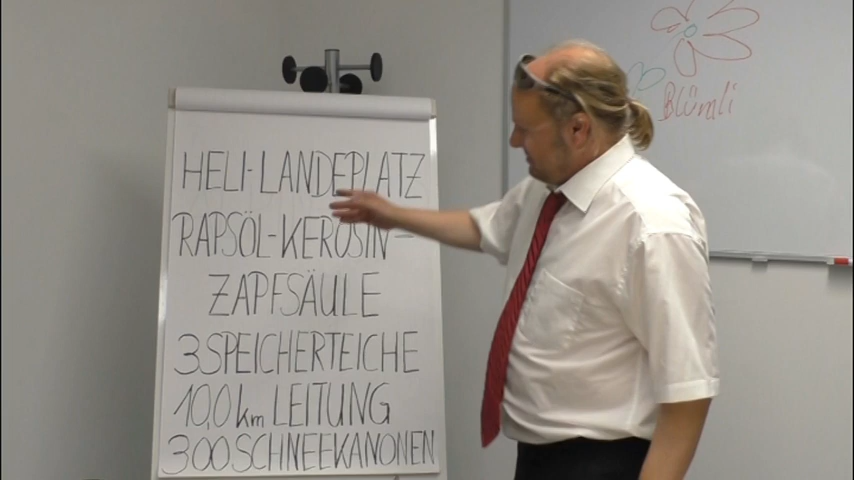 HELI-LANDEPLATZ
RAPSÖL-KEROSIN-
ZAPFSÄULE
3 SPEICHERTEICHE
10,0 km LEITUNG
300 SCHNEEKANONEN
Blümli